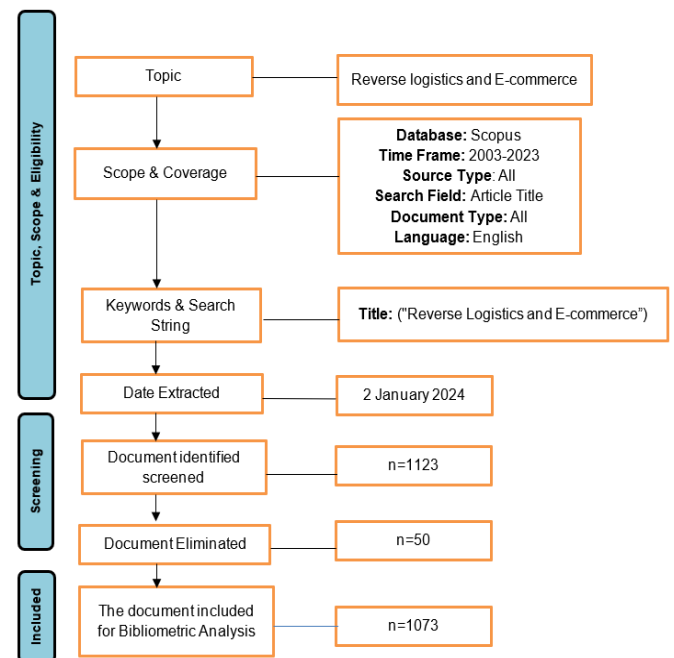 Topic, Scope & Eligibility
Topic
Reverse logistics and E-commerce
Scope & Coverage
Database: Scopus
Time Frame: 2003-2023
Source Type: All
Search Field: Article Title
Document Type: All
Language: English
Keywords & Search
String
Title: ("Reverse Logistics and E-commerce")
Date Extracted
2 January 2024
Screening
Document identified
screened
n=1123
Document Eliminated
n=50
Included
The document included
for Bibliometric Analysis
n=1073